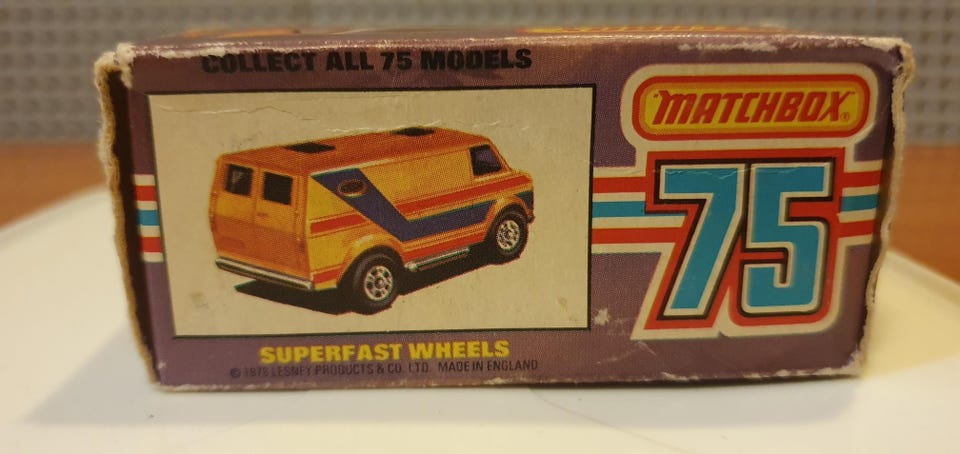 COLLECT ALL 75 MODELS
"MATCHBOX"®
75
SUPERFAST WHEELS
© 1978 LESNEY PRODUCTS & CO. LTD. MADE IN ENGLAND